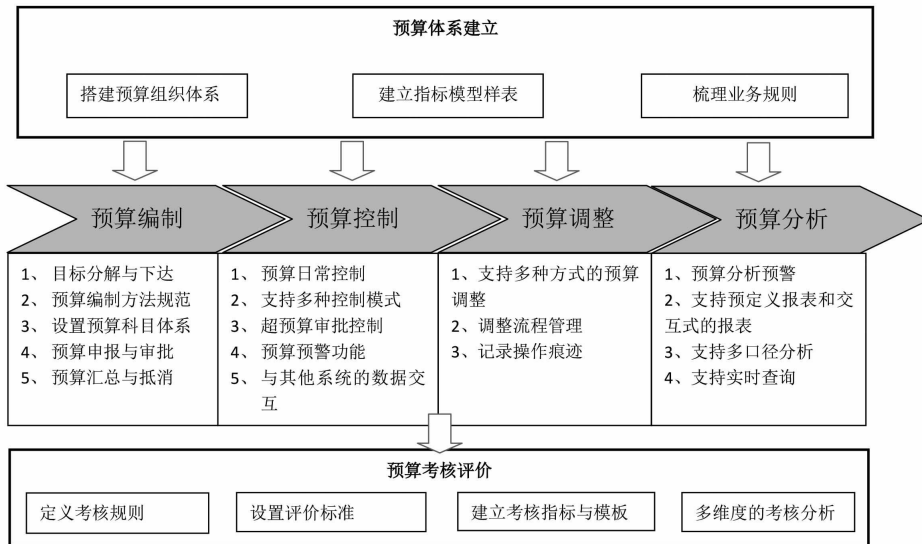 预算体系建立
搭建预算组织体系
建立指标模型样表
梳理业务规则
预算编制
预算控制
预算调整
预算分析
1、 目标分解与下达
2、 预算编制方法规范
3、 设置预算科目体系
4、 预算申报与审批
5、 预算汇总与抵消
1、 预算日常控制
2、 支持多种控制模式
3、 超预算审批控制
4、 预算预警功能
5、 与其他系统的数据交
互
1、支持多种方式的预算
调整
2、调整流程管理
3、记录操作痕迹
1、预算分析预警
2、支持预定义报表和交
互式的报表
3、支持多口径分析
4、支持实时查询
预算考核评价
定义考核规则
设置评价标准
建立考核指标与模板
多维度的考核分析